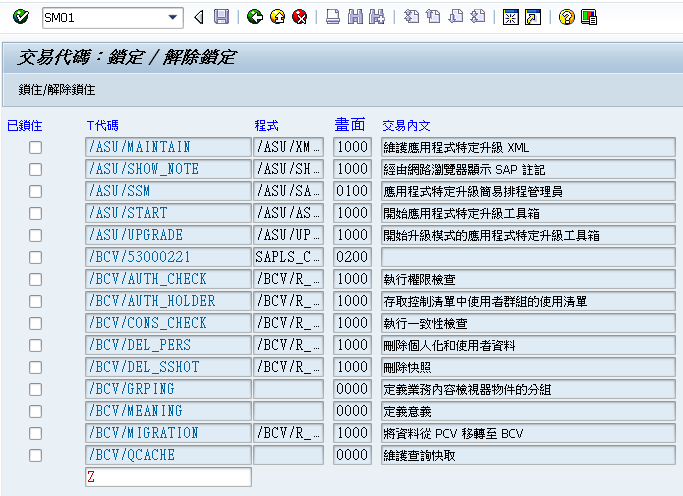 SM01
交易代碼：鎖定 / 解除鎖定
鎖住/解除鎖住
已鎖住 T代碼 程式 畫面 交易內文
/ASU/MAINTAIN /ASU/XM… 1000 維護應用程式特定升級 XML
/ASU/SHOW_NOTE /ASU/SH… 1000 經由網路瀏覽器顯示 SAP 註記
/ASU/SSM /ASU/SA… 0100 應用程式特定升級簡易排程管理員
/ASU/START /ASU/AS… 1000 開始應用程式特定升級工具箱
/ASU/UPGRADE /ASU/UP… 1000 開始升級模式的應用程式特定升級工具箱
/BCV/53000221 SAPLS_C… 0200
/BCV/AUTH_CHECK /BCV/R_… 1000 執行權限檢查
/BCV/AUTH_HOLDER /BCV/R_… 1000 存取控制清單中使用者群組的使用清單
/BCV/CONS_CHECK /BCV/R_… 1000 執行一致性檢查
/BCV/DEL_PERS /BCV/R_… 1000 刪除個人化和使用者資料
/BCV/DEL_SSHOT /BCV/R_… 1000 刪除快照
/BCV/GRPING 0000 定義業務內容檢視器物件的分組
/BCV/MEANING 0000 定義意義
/BCV/MIGRATION /BCV/R_… 1000 將資料從 PCV 移轉至 BCV
/BCV/QCACHE 0000 維護查詢快取
Z